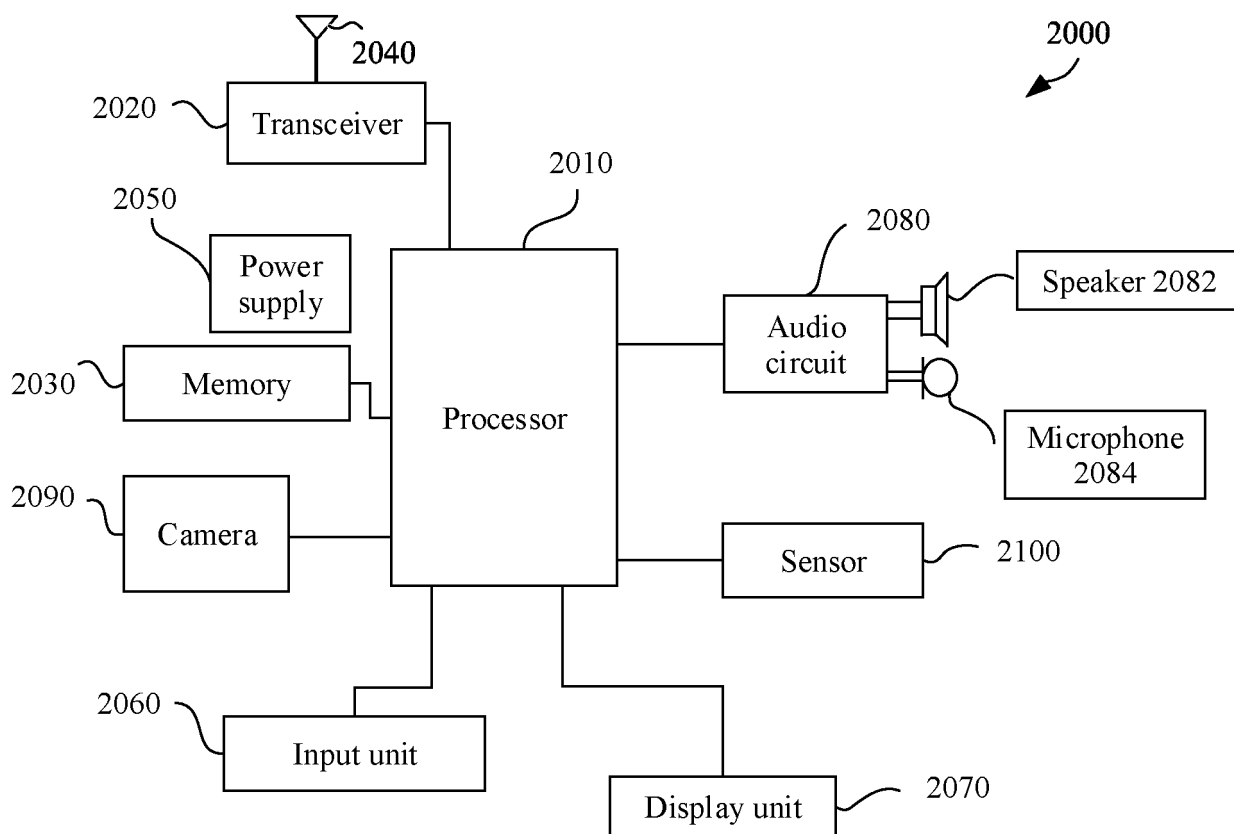 2000
2040
2020
Transceiver
2010
2050
2080
Power
supply
Speaker 2082
Audio
circuit
2030
Memory
Processor
Microphone
2084
2090
Camera
Sensor
2100
2060
Input unit
Display unit
2070